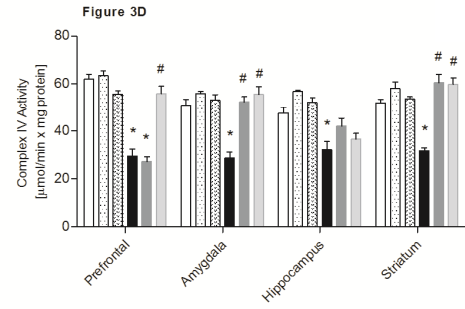 Figure 3D
Complex IV Activity
[µmol/min x mg protein]
80
60
40
20
0
# 
* *
* # #
*
* # #
Prefrontal
Amygdala
Hippocampus
Striatum